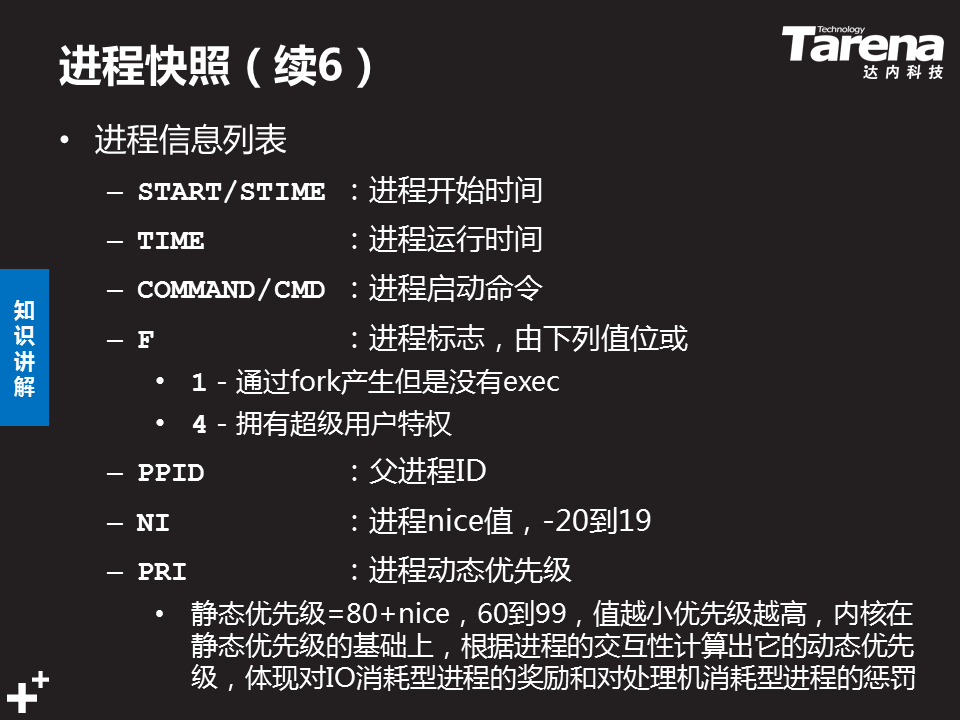 进程快照（续6）
Technology
Tarena
达内科技
• 进程信息列表
– START/STIME ：进程开始时间
– TIME ：进程运行时间
– COMMAND/CMD ：进程启动命令
– F ：进程标志，由下列值位或
• 1 - 通过fork产生但是没有exec
• 4 - 拥有超级用户特权
– PPID ：父进程ID
– NI ：进程nice值，-20到19
– PRI ：进程动态优先级
• 静态优先级=80+nice，60到99，值越小优先级越高，内核在
静态优先级的基础上，根据进程的交互性计算出它的动态优先
级，体现对IO消耗型进程的奖励和对处理机消耗型进程的惩罚
知
识
讲
解